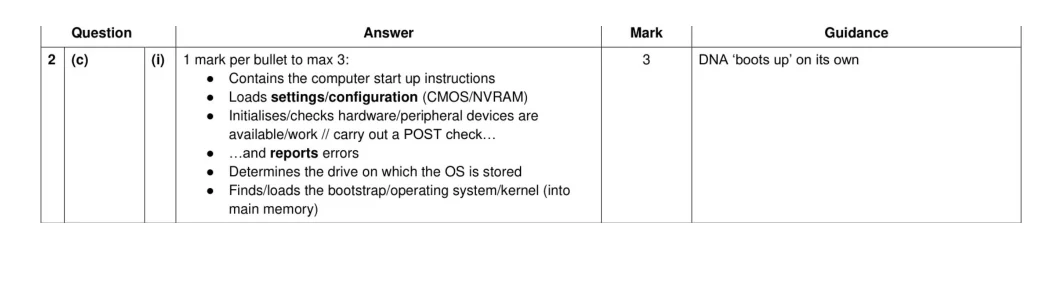 Question Answer Mark Guidance
2 (c) (i) 1 mark per bullet to max 3: 3 DNA ‘boots up’ on its own
● Contains the computer start up instructions
● Loads settings/configuration (CMOS/NVRAM)
● Initialises/checks hardware/peripheral devices are
available/work // carry out a POST check…
● …and reports errors
● Determines the drive on which the OS is stored
● Finds/loads the bootstrap/operating system/kernel (into
main memory)